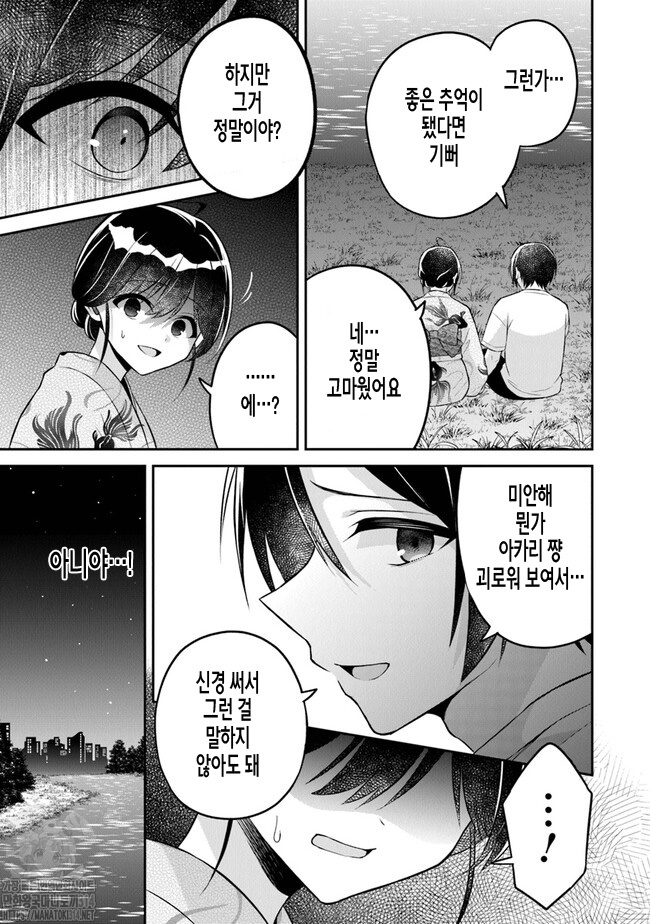 그런가…
좋은 추억이
됐다면
기뻐
네…
정말
고마웠어요
하지만
그거
정말이야?
……
에…?
미안해
뭔가
아카리 쨩
괴로워 보여서…
신경 써서
그런 걸
말하지
않아도 돼
…!
아니야…!